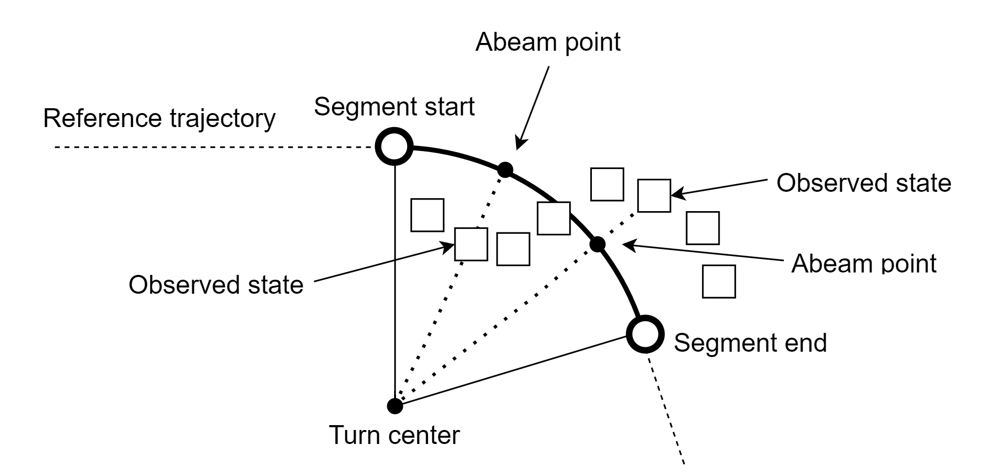 Abeam point
Segment start
Reference trajectory
Observed state
Abeam point
Observed state
Segment end
Turn center